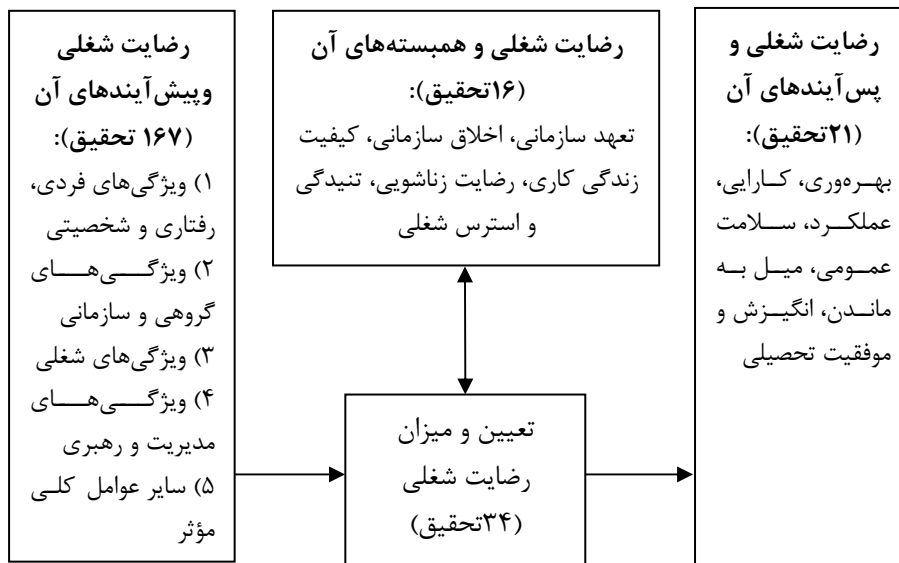 رضایت شغلی
وپیش‌آیندهای آن
(۱۶۷ تحقیق):
۱) ویژگی‌های فردی،
رفتاری و شخصیتی
۲) ویژگی‌های
گروهی و سازمانی
۳) ویژگی‌های شغلی
۴) ویژگی‌های
مدیریت و رهبری
۵) سایر عوامل کلی
مؤثر
رضایت شغلی و همبسته‌های آن
(۱۶تحقیق):
تعهد سازمانی، اخلاق سازمانی، کیفیت
زندگی کاری، رضایت زناشویی، تنیدگی
و استرس شغلی
تعیین و میزان
رضایت شغلی
(۳۴تحقیق)
رضایت شغلی و
پس‌آیندهای آن
(۲۱تحقیق):
بهره‌وری، کارایی،
عملکرد، سلامت
عمومی، میل به
ماندن، انگیزش و
موفقیت تحصیلی